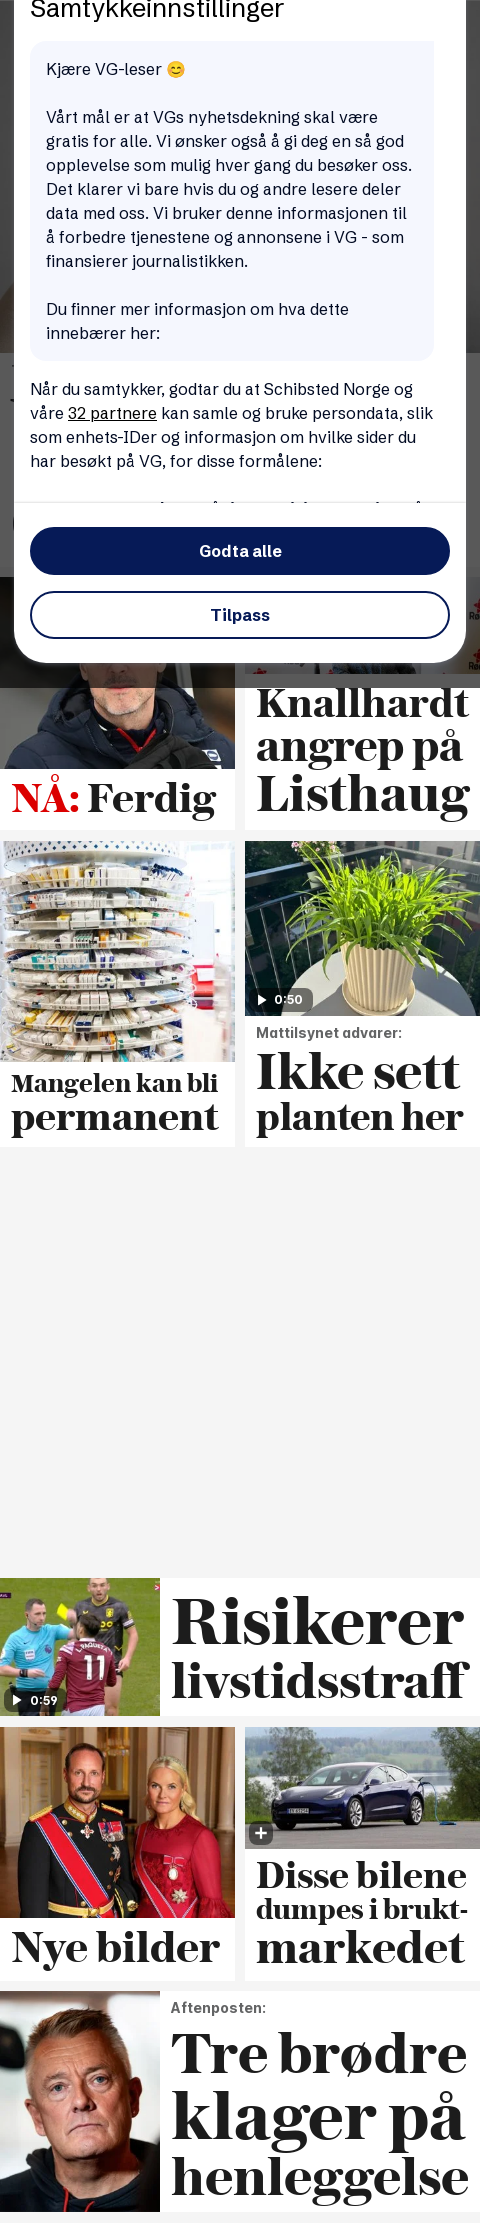 Samtykkeinnstillinger
Kjære VG-leser 😊
Vårt mål er at VGs nyhetsdekning skal være
gratis for alle. Vi ønsker også å gi deg en så god
opplevelse som mulig hver gang du besøker oss.
Det klarer vi bare hvis du og andre lesere deler
data med oss. Vi bruker denne informasjonen til
å forbedre tjenestene og annonsene i VG - som
finansierer journalistikken.
Du finner mer informasjon om hva dette
innebærer her:
Når du samtykker, godtar du at Schibsted Norge og
våre 32 partnere kan samle og bruke persondata, slik
som enhets-IDer og informasjon om hvilke sider du
har besøkt på VG, for disse formålene:
Godta alle
Tilpass
NÅ: Ferdig
Knallhardt
angrep på
Listhaug
Mangelen kan bli
permanent
0:50
Mattilsynet advarer:
Ikke sett
planten her
11
0:59
Risikerer
livstidsstraff
Nye bilder
Disse bilene
dumpes i brukt-
markedet
Aftenposten:
Tre brødre
klager på
henleggelse